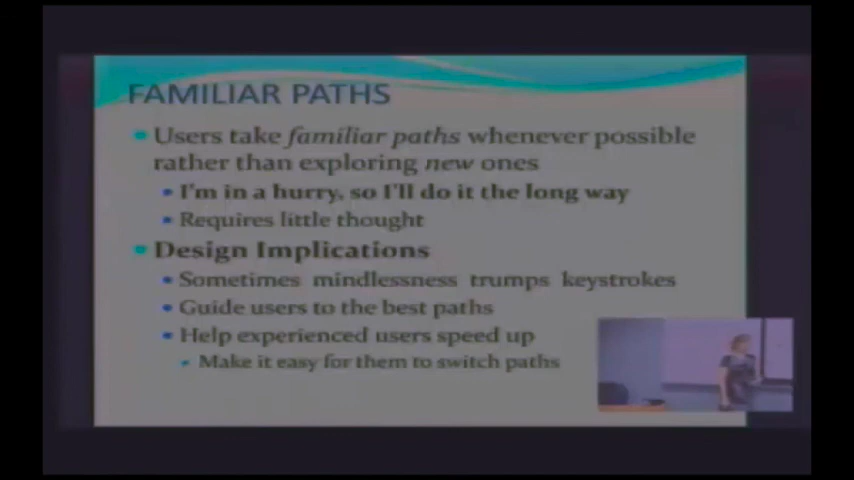 FAMILIAR PATHS
Users take familiar paths whenever possible
rather than exploring new ones
I'm in a hurry, so I'll do it the long way
Requires little thought
Design Implications
Sometimes mindlessness trumps keystrokes
Guide users to the best paths
Help experienced users speed up
Make it easy for them to switch paths